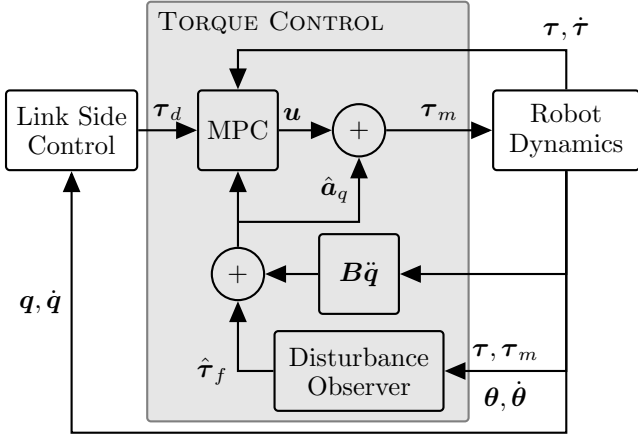 TORQUE CONTROL
τ, τ̇
Link Side
Control
τ_d
MPC
u
+
τ_m
Robot
Dynamics
â_q
+
Bq̈
q, q̇
τ̂_f
Disturbance
Observer
τ, τ_m
θ, θ̇